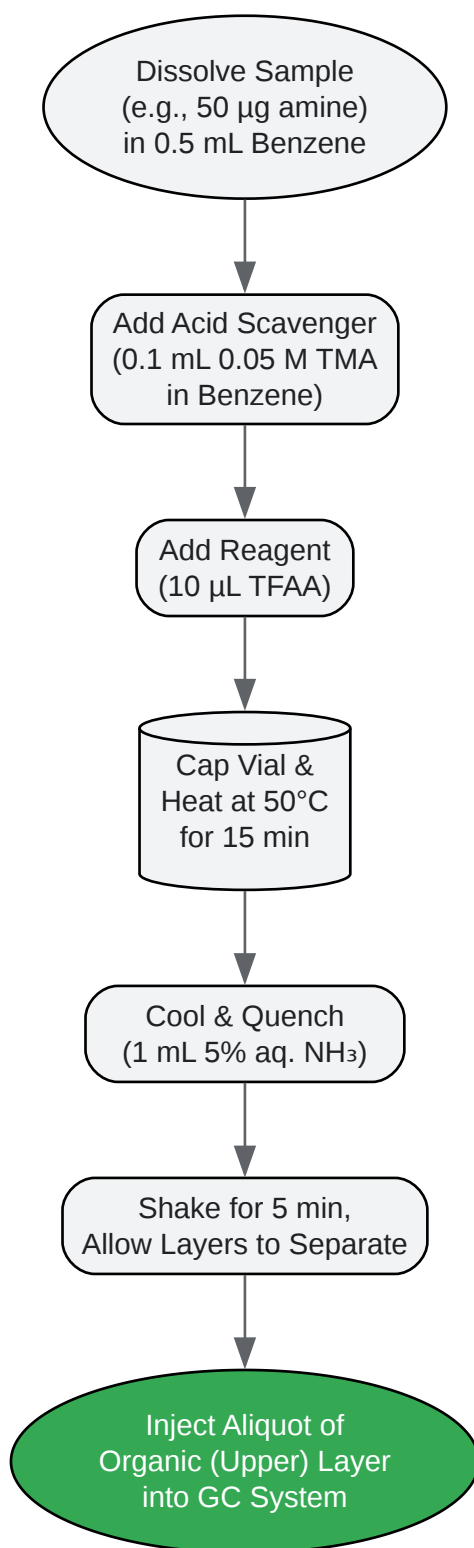 Dissolve Sample
(e.g., 50 µg amine)
in 0.5 mL Benzene
Add Acid Scavenger
(0.1 mL 0.05 M TMA
in Benzene)
Add Reagent
(10 µL TFAA)
Cap Vial &
Heat at 50°C
for 15 min
Cool & Quench
(1 mL 5% aq. NH₃)
Shake for 5 min,
Allow Layers to Separate
Inject Aliquot of
Organic (Upper) Layer
into GC System